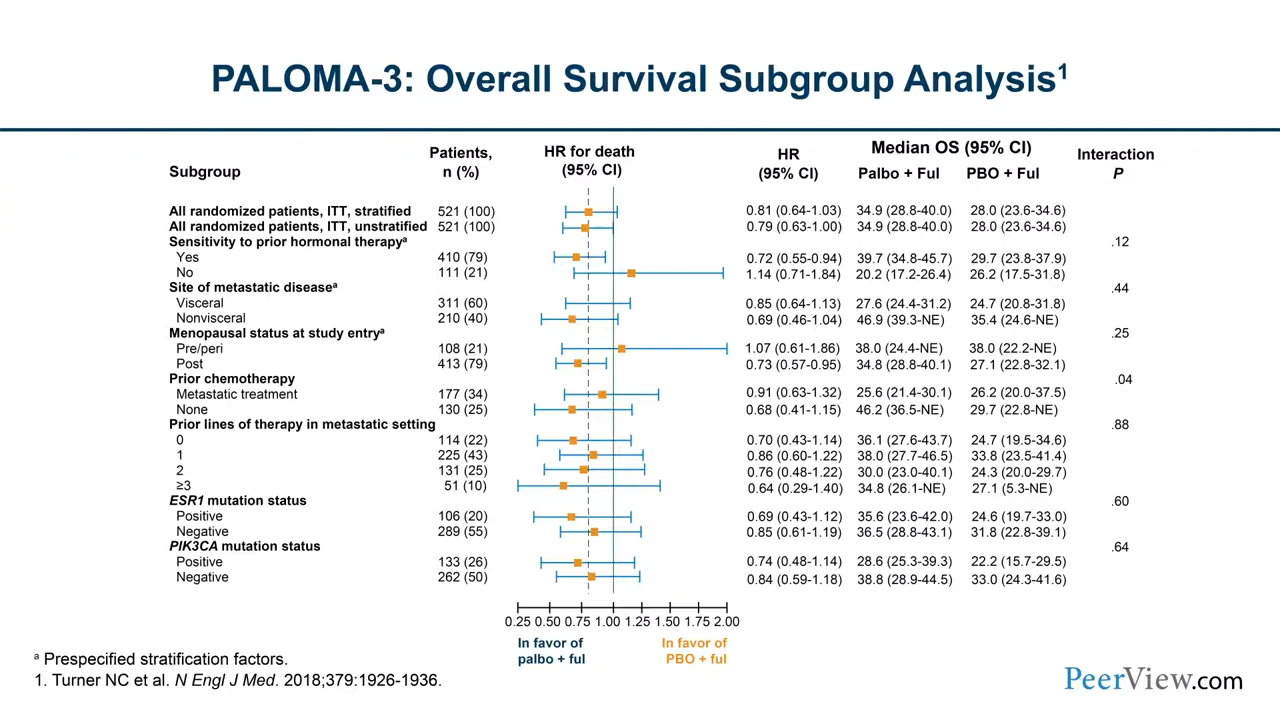 PALOMA-3: Overall Survival Subgroup Analysis1
Subgroup Patients, n (%) HR for death (95% CI) HR (95% CI) Median OS (95% CI) Palbo + Ful PBO + Ful Interaction P
All randomized patients, ITT, stratified 521 (100) 0.81 (0.64-1.03) 34.9 (28.8-40.0) 28.0 (23.6-34.6)
All randomized patients, ITT, unstratified 521 (100) 0.79 (0.63-1.00) 34.9 (28.8-40.0) 28.0 (23.6-34.6)
Sensitivity to prior hormonal therapya .12
Yes 410 (79) 0.72 (0.55-0.94) 39.7 (34.8-45.7) 29.7 (23.8-37.9)
No 111 (21) 1.14 (0.71-1.84) 20.2 (17.2-26.4) 26.2 (17.5-31.8)
Site of metastatic diseasea .44
Visceral 311 (60) 0.85 (0.64-1.13) 27.6 (24.4-31.2) 24.7 (20.8-31.8)
Nonvisceral 210 (40) 0.69 (0.46-1.04) 46.9 (39.3-NE) 35.4 (24.6-NE)
Menopausal status at study entrya .25
Pre/peri 108 (21) 1.07 (0.61-1.86) 38.0 (24.4-NE) 38.0 (22.2-NE)
Post 413 (79) 0.73 (0.57-0.95) 34.8 (28.8-40.1) 27.1 (22.8-32.1)
Prior chemotherapy .04
Metastatic treatment 177 (34) 0.91 (0.63-1.32) 25.6 (21.4-30.1) 26.2 (20.0-37.5)
None 130 (25) 0.68 (0.41-1.15) 46.2 (36.5-NE) 29.7 (22.8-NE)
Prior lines of therapy in metastatic setting .88
0 114 (22) 0.70 (0.43-1.14) 36.1 (27.6-43.7) 24.7 (19.5-34.6)
1 225 (43) 0.86 (0.60-1.22) 38.0 (27.7-46.5) 33.8 (23.5-41.4)
2 131 (25) 0.76 (0.48-1.22) 30.0 (23.0-40.1) 24.3 (20.0-29.7)
≥3 51 (10) 0.64 (0.29-1.40) 34.8 (26.1-NE) 27.1 (5.3-NE)
ESR1 mutation status .60
Positive 106 (20) 0.69 (0.43-1.12) 35.6 (23.6-42.0) 24.6 (19.7-33.0)
Negative 289 (55) 0.85 (0.61-1.19) 36.5 (28.8-43.1) 31.8 (22.8-39.1)
PIK3CA mutation status .64
Positive 133 (26) 0.74 (0.48-1.14) 28.6 (25.3-39.3) 22.2 (15.7-29.5)
Negative 262 (50) 0.84 (0.59-1.18) 38.8 (28.9-44.5) 33.0 (24.3-41.6)
0.25 0.50 0.75 1.00 1.25 1.50 1.75 2.00
In favor of palbo + ful In favor of PBO + ful
a Prespecified stratification factors.
1. Turner NC et al. N Engl J Med. 2018;379:1926-1936.
PeerView.com